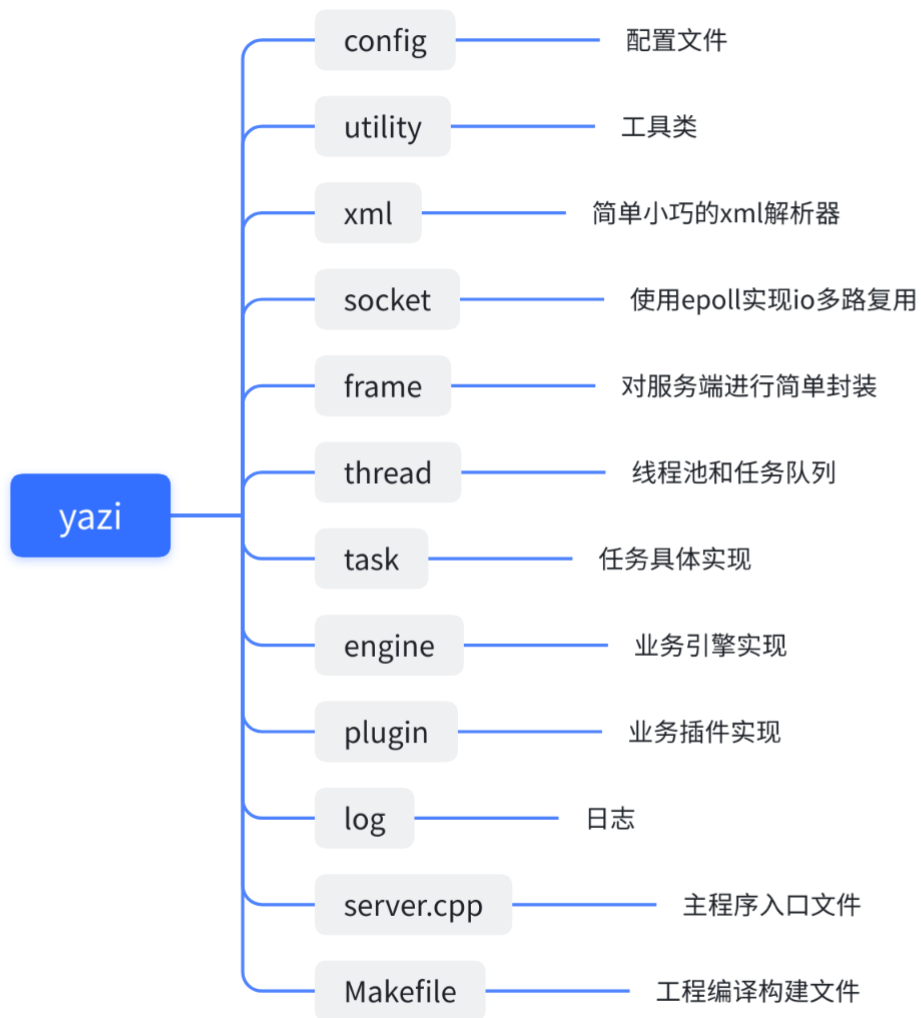 config 配置文件
utility 工具类
xml 简单小巧的xml解析器
socket 使用epoll实现io多路复用
frame 对服务端进行简单封装
thread 线程池和任务队列
yazi
task 任务具体实现
engine 业务引擎实现
plugin 业务插件实现
log 日志
server.cpp 主程序入口文件
Makefile 工程编译构建文件